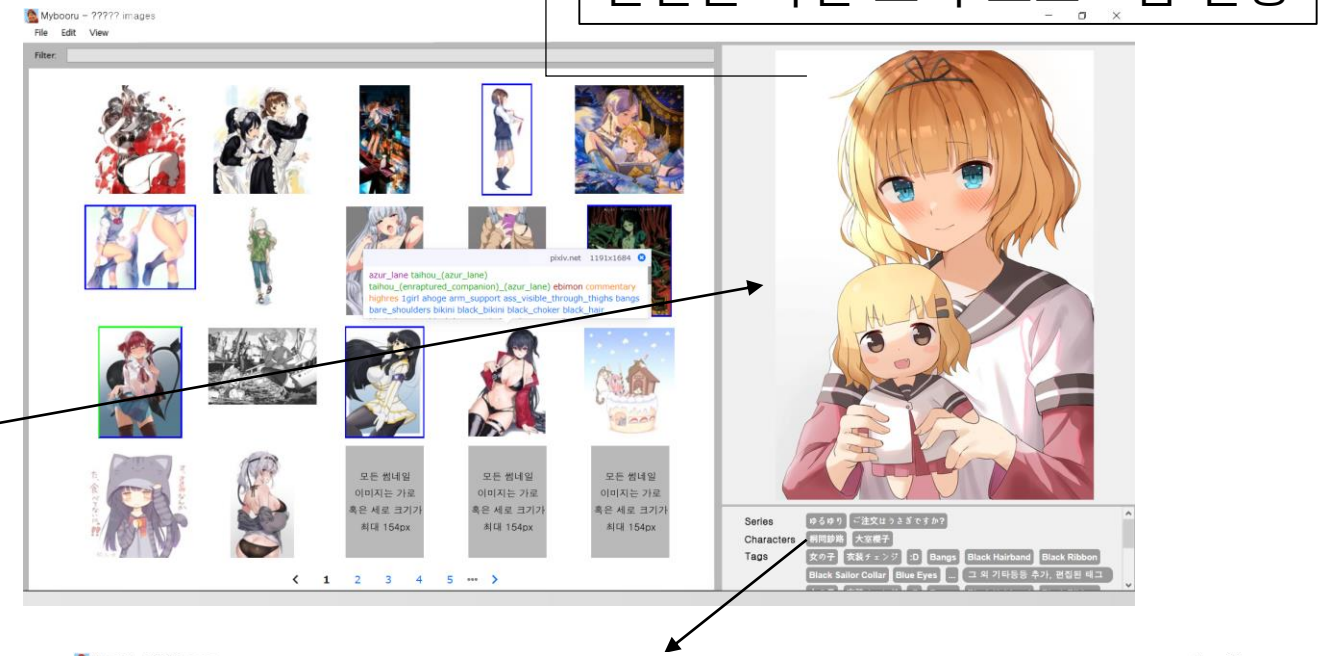 Mybooru - ????? images
File Edit View
Filter:
pixiv.net 1191x1684
azur_lane taihou_(azur_lane)
taihou_(enraptured_companion)_(azur_lane) ebimon commentary
highres 1girl ahoge arm_support ass_visible_through_thighs bangs
bare_shoulders bikini black_bikini black_choker black_hair
모든 썸네일
이미지는 가로
혹은 세로 크기가
최대 154px
모든 썸네일
이미지는 가로
혹은 세로 크기가
최대 154px
모든 썸네일
이미지는 가로
혹은 세로 크기가
최대 154px
< 1 2 3 4 5 ... >
Series ゆるゆり ご注文はうさぎですか?
Characters 桐間紗路 大室櫻子
Tags 女の子 衣装チェンジ :D Bangs Black Hairband Black Ribbon
Black Sailor Collar Blue Eyes ... 그 외 기타등등 추가, 편집된 태그